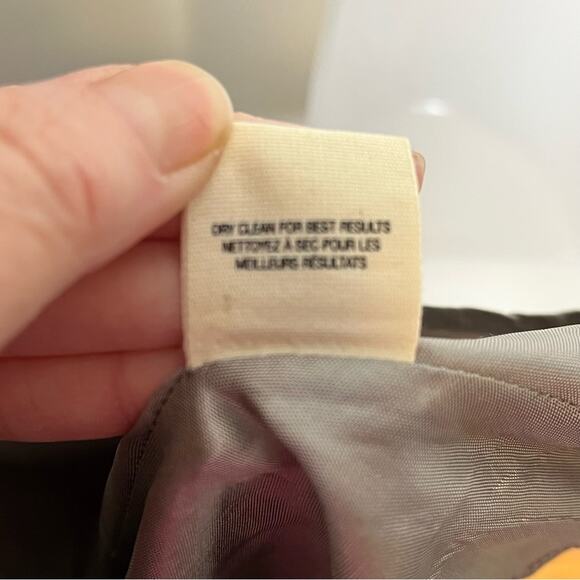 DRY CLEAN FOR BEST RESULTS
NETTOYEZ À SEC POUR LES
MEILLEURS RÉSULTATS